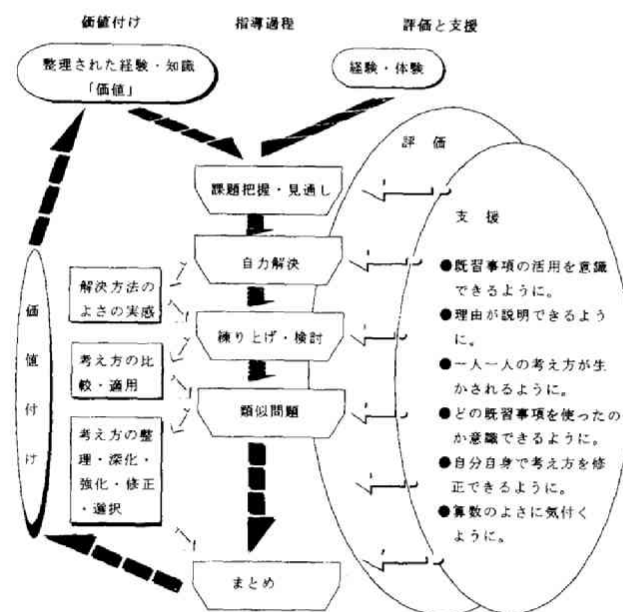 価値付け
指導過程
評価と支援
整理された経験・知識
「価値」
経験・体験
評 価
課題把握・見通し
支 援
自力解決
●既習事項の活用を意識
できるように。
●理由が説明できるよう
に。
●一人一人の考え方が生
かされるように。
●どの既習事項を使ったの
か意識できるように。
●自分自身で考え方を修
正できるように。
●算数のよさに気付く
ように。
解決方法の
よさの実感
練り上げ・検討
考え方の比
較・適用
類似問題
考え方の整
理・深化・
強化・修正
・選択
価値付け
まとめ